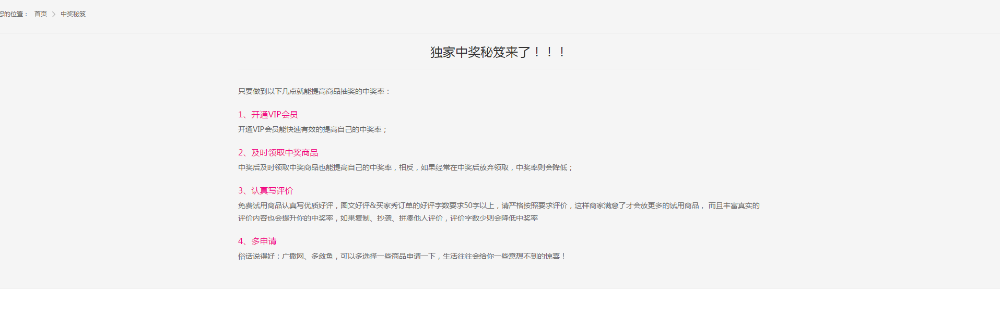 您的位置： 首页 > 中奖秘笈
独家中奖秘笈来了！！！
只要做到以下几点就能提高商品抽奖的中奖率：
1、开通VIP会员
开通VIP会员能快速有效的提高自己的中奖率；
2、及时领取中奖商品
中奖后及时领取中奖商品也能提高自己的中奖率，相反，如果经常在中奖后放弃领取，中奖率则会降低；
3、认真写评价
免费试用商品认真写优质好评，图文好评&买家秀订单的好评字数要求50字以上，请严格按照要求评价，这样商家满意了才会放更多的试用商品， 而且丰富真实的
评价内容也会提升你的中奖率，如果复制、抄袭、拼凑他人评价，评价字数少则会降低中奖率
4、多申请
俗话说得好：广撒网、多敛鱼，可以多选择一些商品申请一下，生活往往会给你一些意想不到的惊喜！